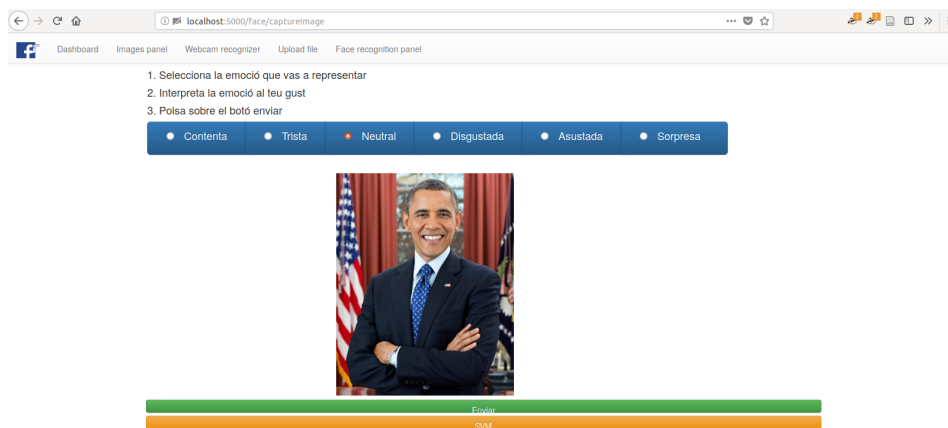 localhost:5000/face/captureImage
Dashboard Images panel Webcam recognizer Upload file Face recognition panel
1. Selecciona la emoció que vas a representar
2. Interpreta la emoció al teu gust
3. Polsa sobre el botó enviar
Contenta Trista Neutral Disgustada Asustada Sorpresa
Enviar
SVM